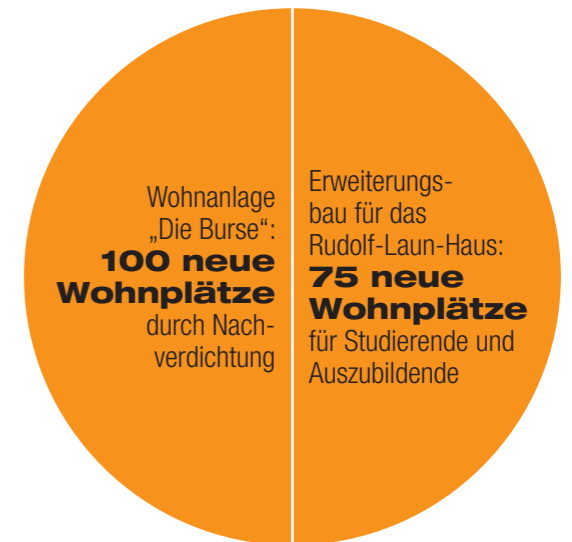 Wohnanlage
„Die Burse“:
100 neue
Wohnplätze
durch Nach-
verdichtung
Erweiterungs-
bau für das
Rudolf-Laun-Haus:
75 neue
Wohnplätze
für Studierende und
Auszubildende